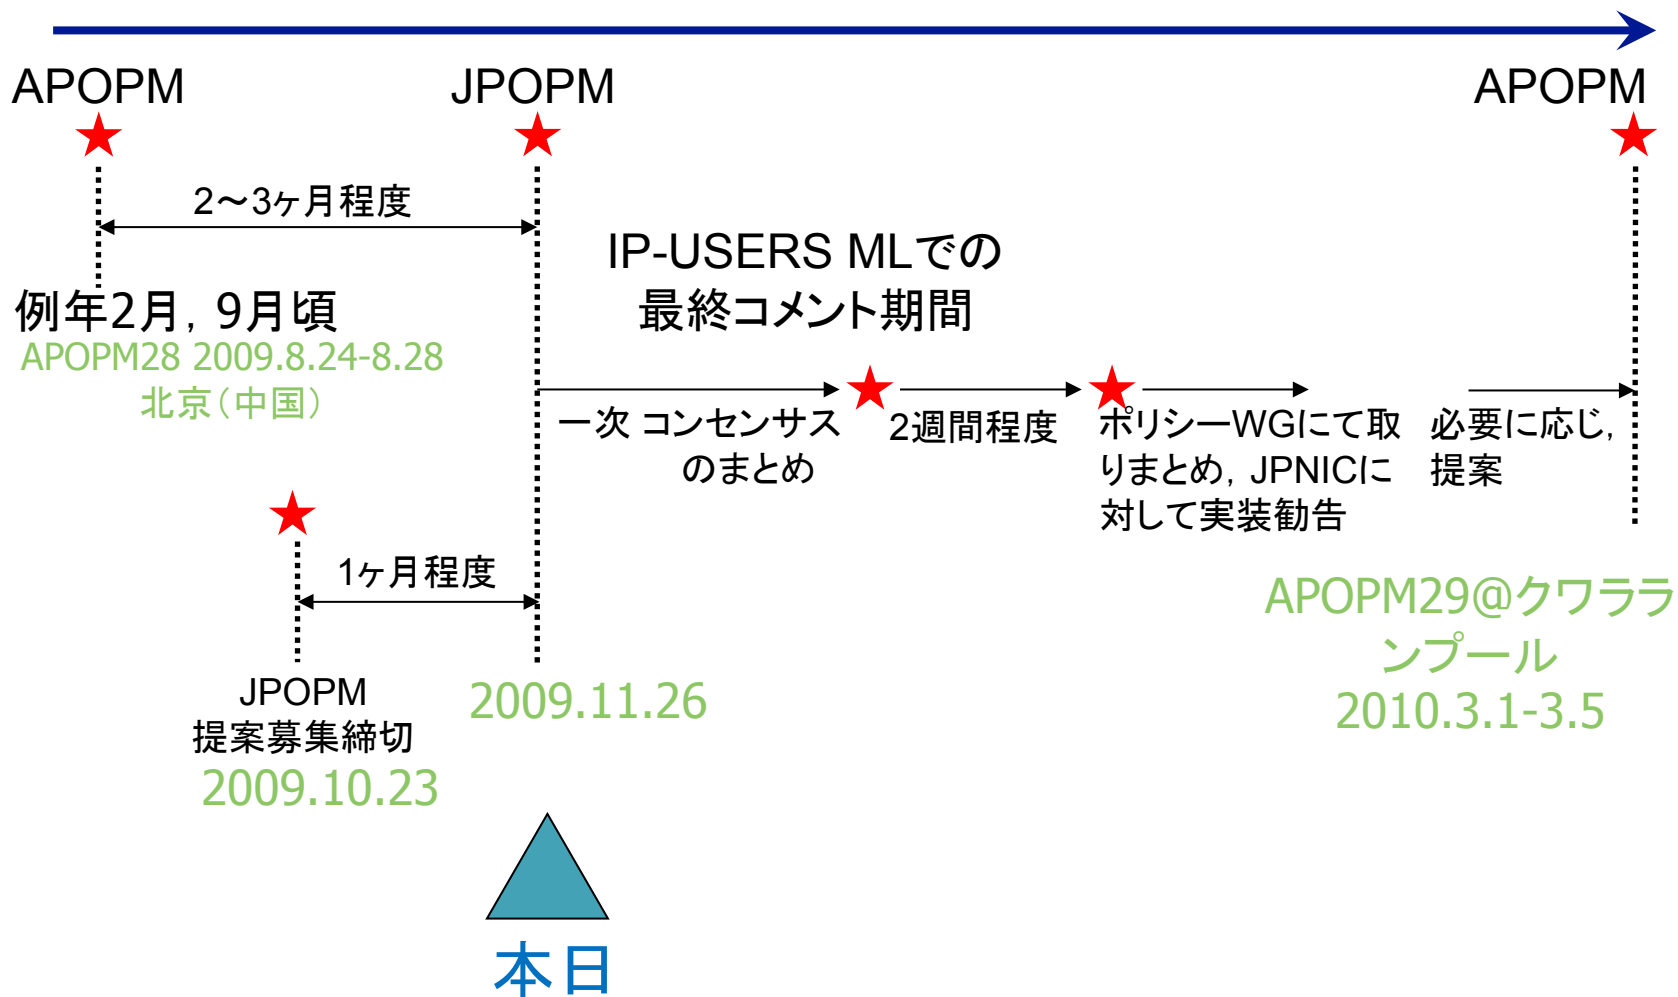 APOPM
JPOPM
APOPM
2～3ヶ月程度
IP-USERS MLでの
最終コメント期間
例年2月，9月頃
APOPM28 2009.8.24-8.28
北京（中国）
一次 コンセンサス
のまとめ
2週間程度
ポリシーWGにて取
りまとめ，JPNICに
対して実装勧告
必要に応じ，
提案
1ヶ月程度
APOPM29@クワララ
ンプール
2010.3.1-3.5
JPOPM
提案募集締切
2009.10.23
2009.11.26
本日